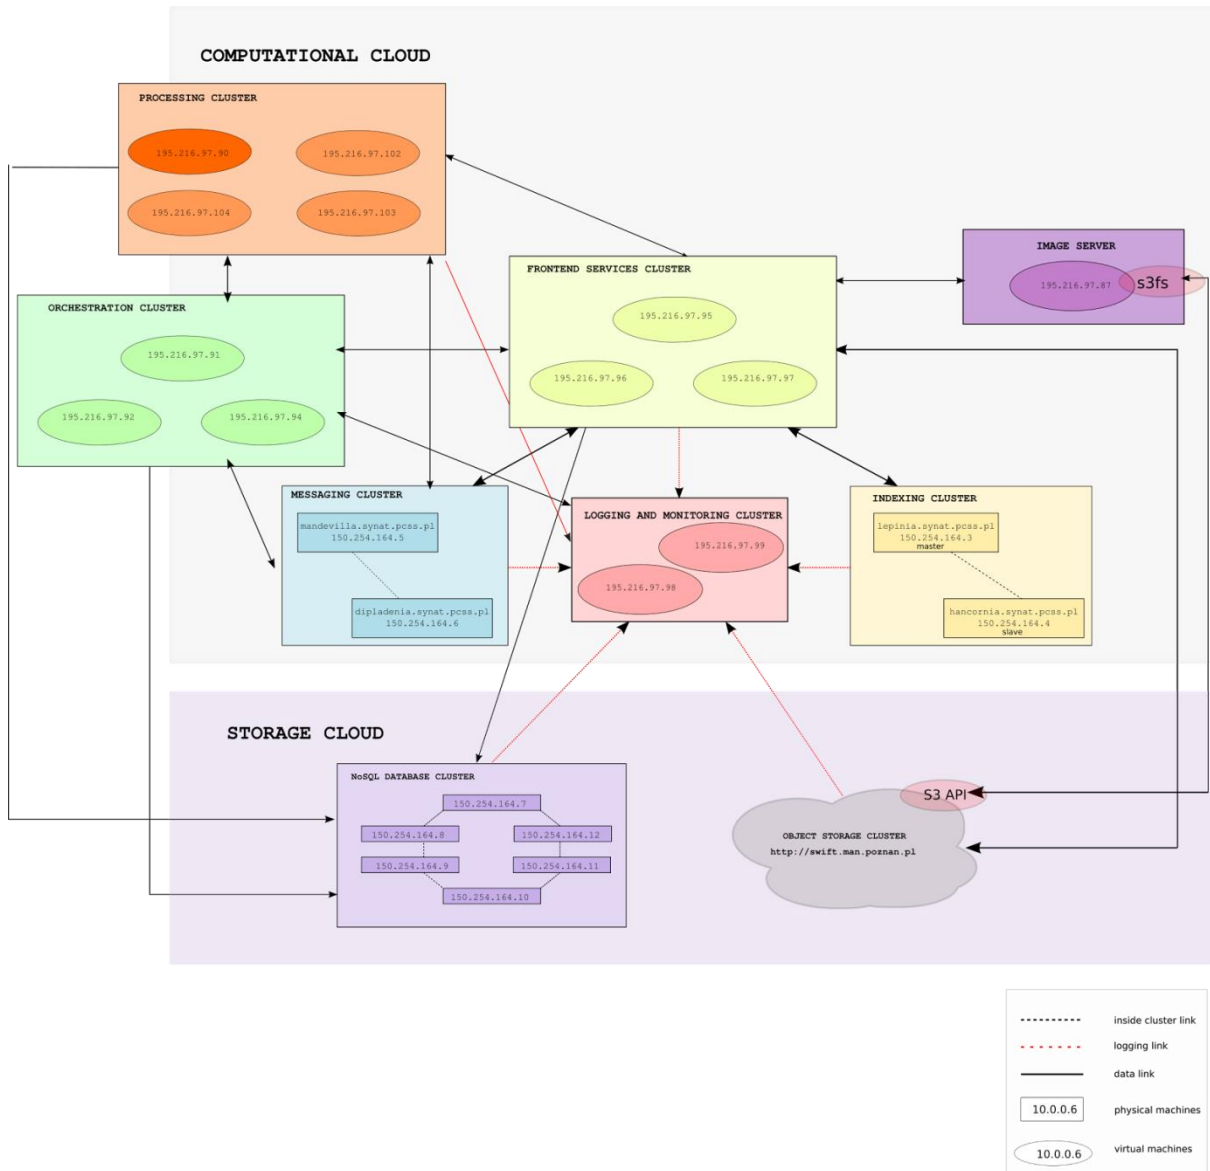 COMPUTATIONAL CLOUD
PROCESSING CLUSTER
195.216.97.90
195.216.97.102
195.216.97.104
195.216.97.103
FRONTEND SERVICES CLUSTER
195.216.97.95
195.216.97.96
195.216.97.97
IMAGE SERVER
195.216.97.87
s3fs
ORCHESTRATION CLUSTER
195.216.97.91
195.216.97.92
195.216.97.94
MESSAGING CLUSTER
mandevilla.synat.pcss.pl
150.254.164.5
dipladenia.synat.pcss.pl
150.254.164.6
LOGGING AND MONITORING CLUSTER
195.216.97.99
195.216.97.98
INDEXING CLUSTER
lepinia.synat.pcss.pl
150.254.164.3
master
hancornia.synat.pcss.pl
150.254.164.4
slave
STORAGE CLOUD
NoSQL DATABASE CLUSTER
150.254.164.7
150.254.164.8
150.254.164.12
150.254.164.9
150.254.164.11
150.254.164.10
S3 API
OBJECT STORAGE CLUSTER
http://swift.man.poznan.pl
inside cluster link
logging link
data link
10.0.0.6
physical machines
10.0.0.6
virtual machines